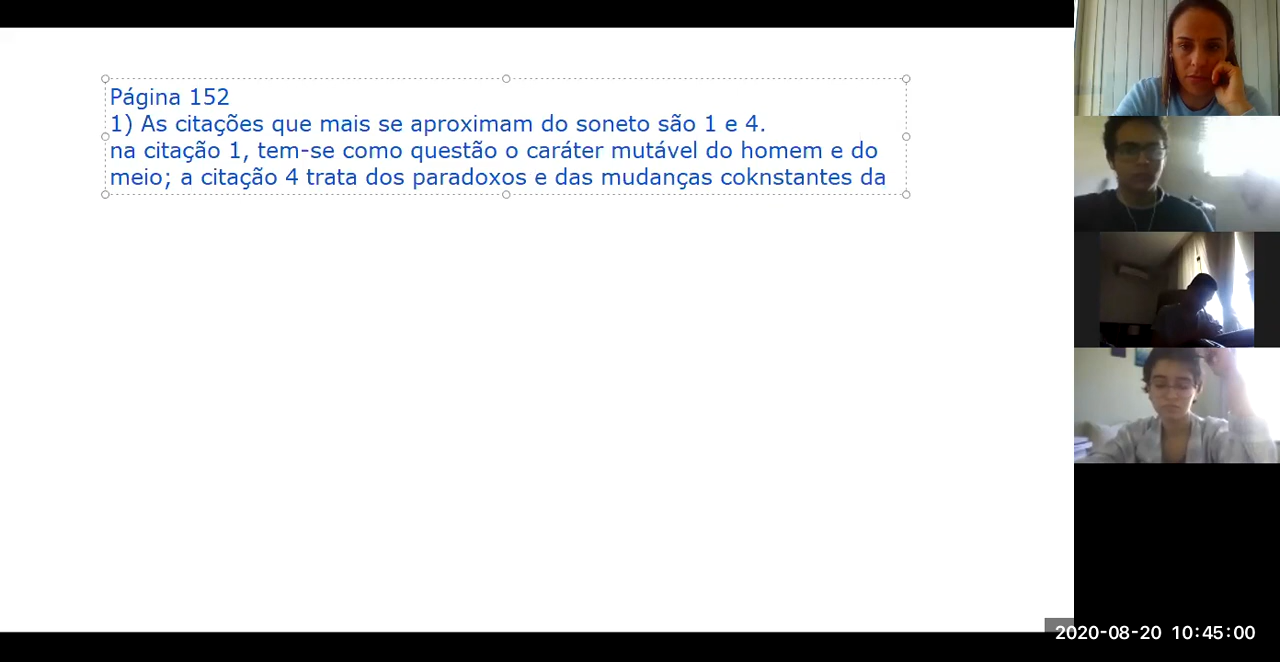 Página 152
1) As citações que mais se aproximam do soneto são 1 e 4.
na citação 1, tem-se como questão o caráter mutável do homem e do
meio; a citação 4 trata dos paradoxos e das mudanças coknstantes da
2020-08-20 10:45:00